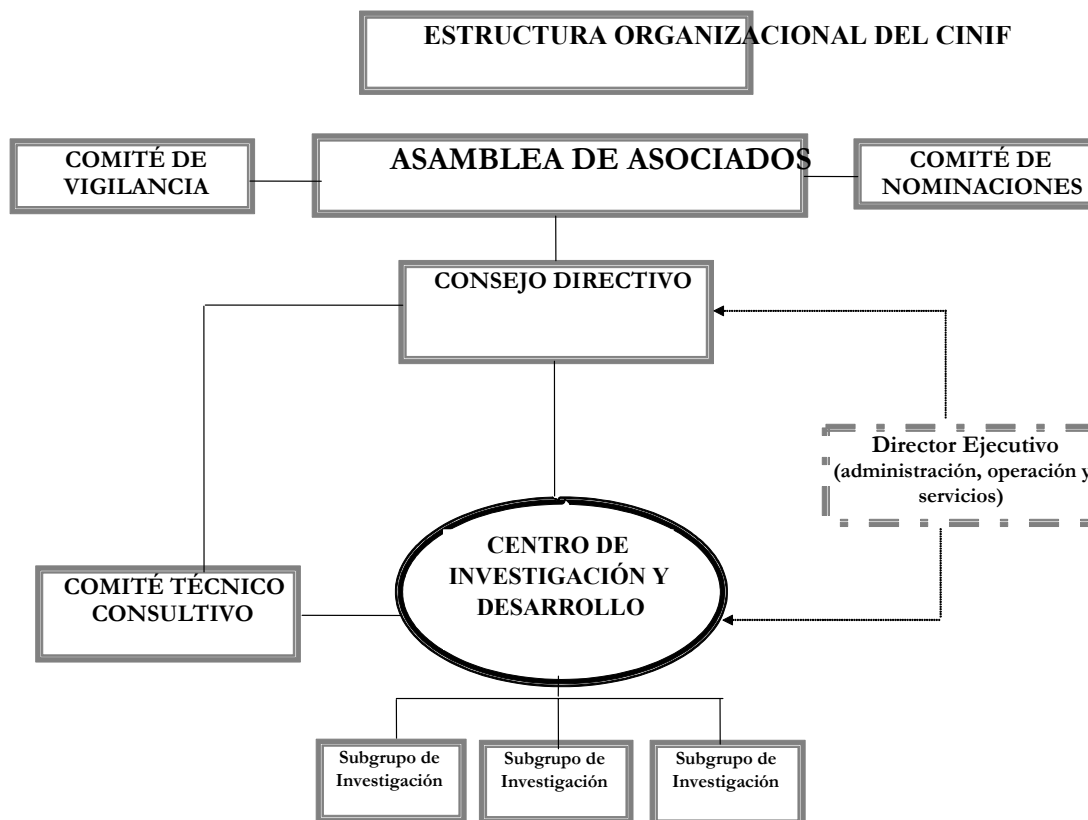 ESTRUCTURA ORGANIZACIONAL DEL CINIF
COMITÉ DE
VIGILANCIA
ASAMBLEA DE ASOCIADOS
COMITÉ DE
NOMINACIONES
CONSEJO DIRECTIVO
Director Ejecutivo
(administración, operación y
servicios)
CENTRO DE
INVESTIGACIÓN Y
DESARROLLO
COMITÉ TÉCNICO
CONSULTIVO
Subgrupo de
Investigación
Subgrupo de
Investigación
Subgrupo de
Investigación